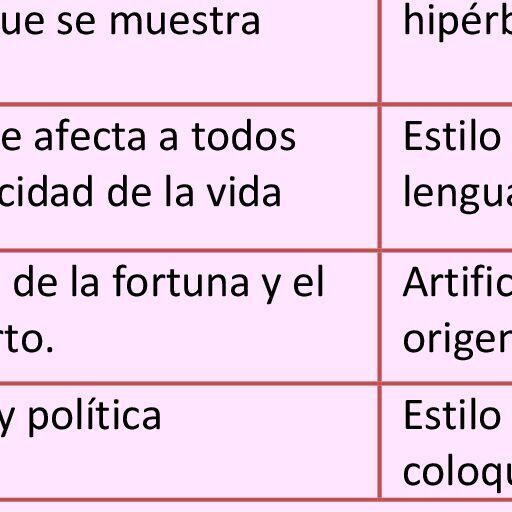 ue se muestra
hipérb
e afecta a todos
cidad de la vida
Estilo
lengua
de la fortuna y el
rto.
Artific
origen
y política
Estilo
coloqu